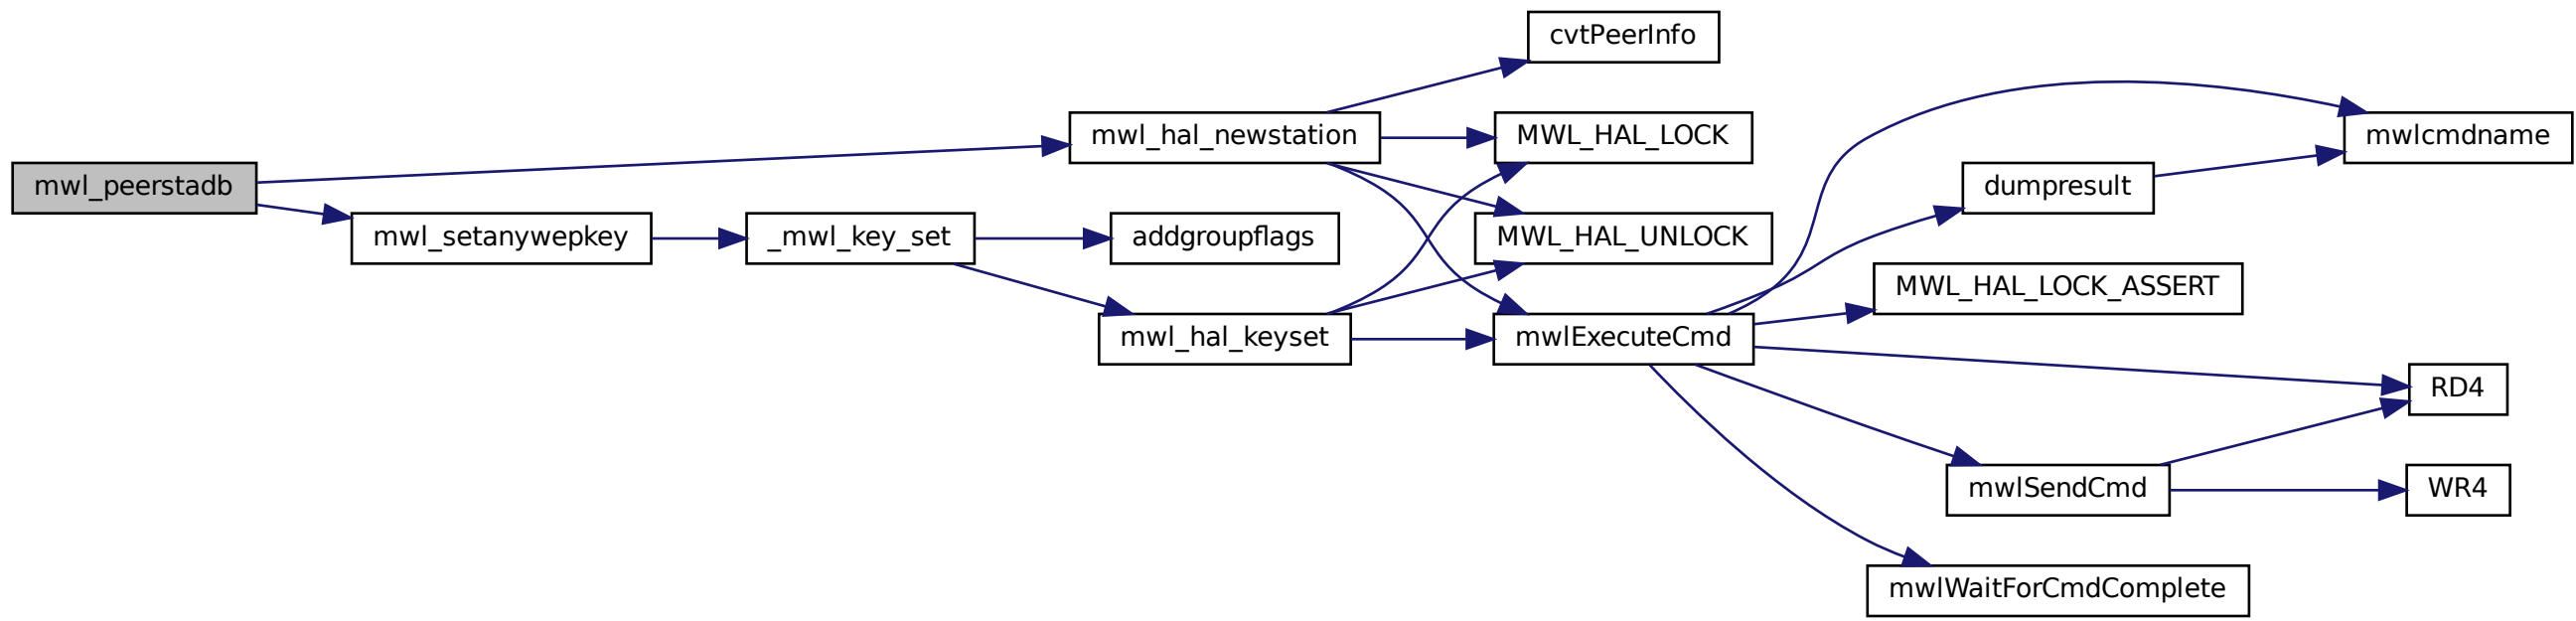 cvtPeerInfo
mwl_hal_newstation
MWL_HAL_LOCK
mwlcmdname
mwl_peerstadb
dumpresult
mwl_setanywepkey
_mwl_key_set
addgroupflags
MWL_HAL_UNLOCK
MWL_HAL_LOCK_ASSERT
mwl_hal_keyset
mwlExecuteCmd
RD4
mwlSendCmd
WR4
mwlWaitForCmdComplete